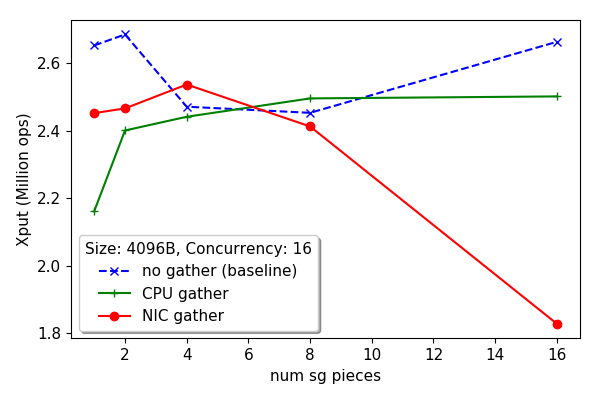 Xput (Million ops)
2.6
2.4
2.2
2.0
1.8
Size: 4096B, Concurrency: 16
no gather (baseline)
CPU gather
NIC gather
2 4 6 8 10 12 14 16
num sg pieces